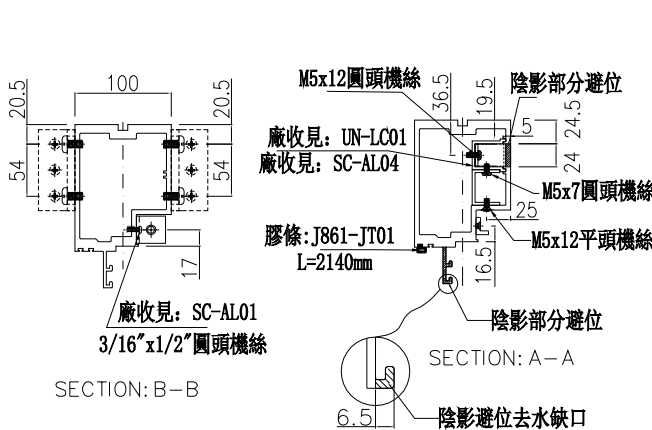 M5x12圓頭機絲
陰影部分避位
100
20.5
20.5
36.5
19.5
5
24.5
廠收見: UN-LC01
廠收見: SC-AL04
54
54
24
M5x7圓頭機絲
25
膠條:J861-JT01
L=2140mm
M5x12平頭機絲
17
16.5
廠收見: SC-AL01
3/16"x1/2"圓頭機絲
陰影部分避位
SECTION: A-A
SECTION: B-B
6.5
陰影避位去水缺口